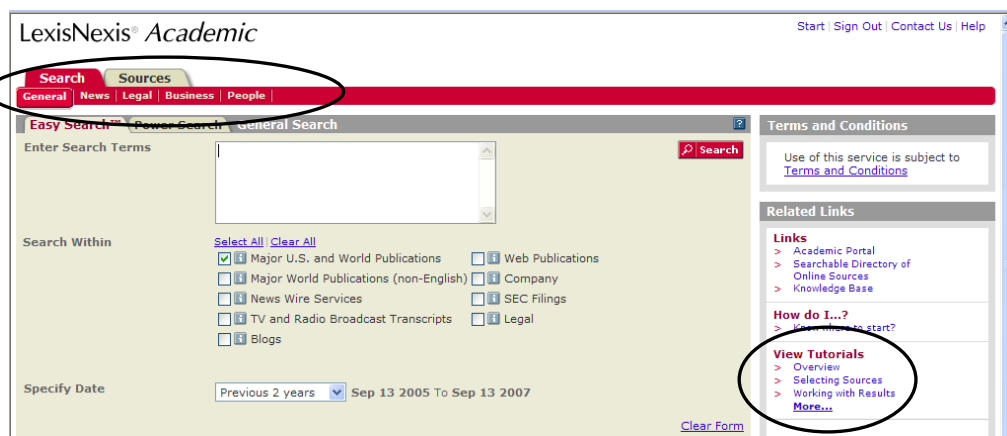 LexisNexis® Academic
Start | Sign Out | Contact Us | Help
Search Sources
General | News | Legal | Business | People |
Easy Search™ Power Search General Search ?
Enter Search Terms
Search
Search Within
Select All | Clear All
Major U.S. and World Publications
Web Publications
Major World Publications (non-English)
Company
News Wire Services
SEC Filings
TV and Radio Broadcast Transcripts
Legal
Blogs
Specify Date
Previous 2 years Sep 13 2005 To Sep 13 2007
Clear Form
Terms and Conditions
Use of this service is subject to
Terms and Conditions
Related Links
Links
> Academic Portal
> Searchable Directory of
Online Sources
> Knowledge Base
How do I...?
> Know where to start?
View Tutorials
> Overview
> Selecting Sources
> Working with Results
More...